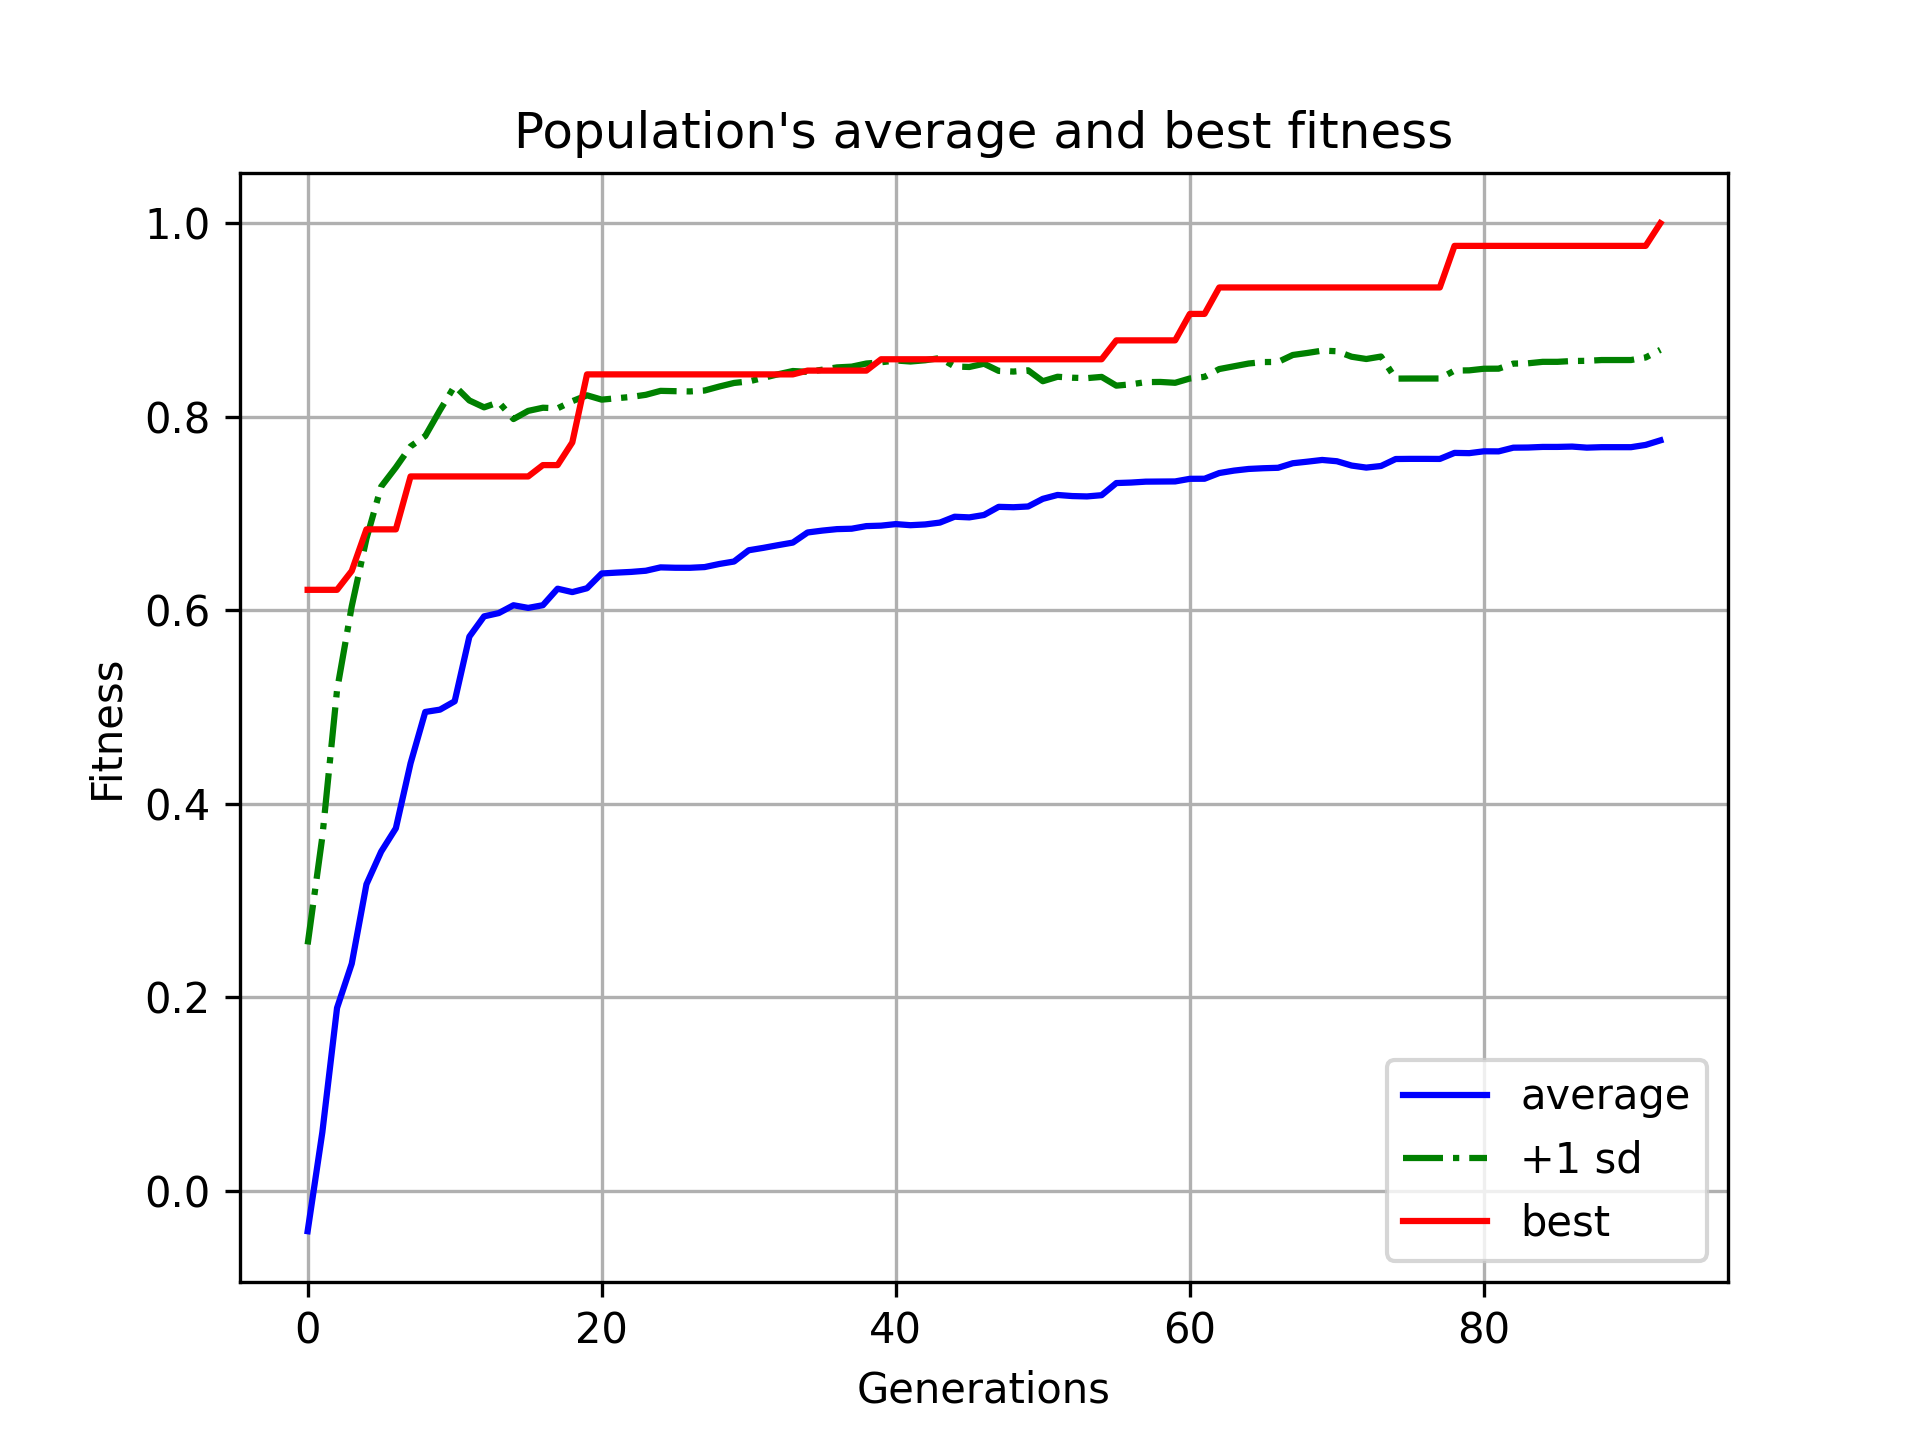 Population's average and best fitness
1.0
0.8
0.6
0.4
0.2
0.0
Fitness
0 20 40 60 80
Generations
average
+1 sd
best